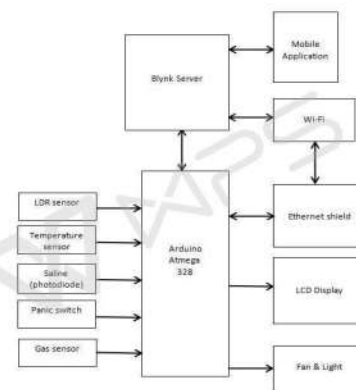 Mobile
Application
Blynk Server
Wi-Fi
LDR sensor
Temperature
sensor
Saline
(photodiode)
Panic switch
Gas sensor
Arduino
Atmega
328
Ethernet shield
LCD Display
Fan & Light